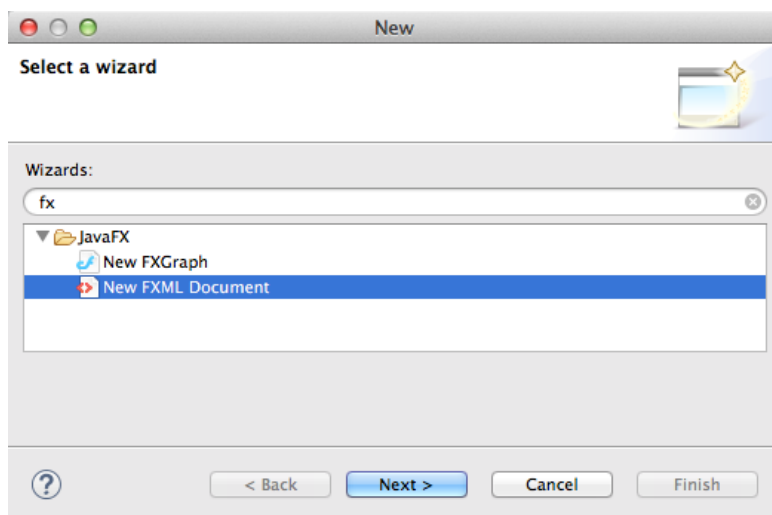 New
Select a wizard
Wizards:
fx
JavaFX
New FXGraph
New FXML Document
? < Back Next > Cancel Finish